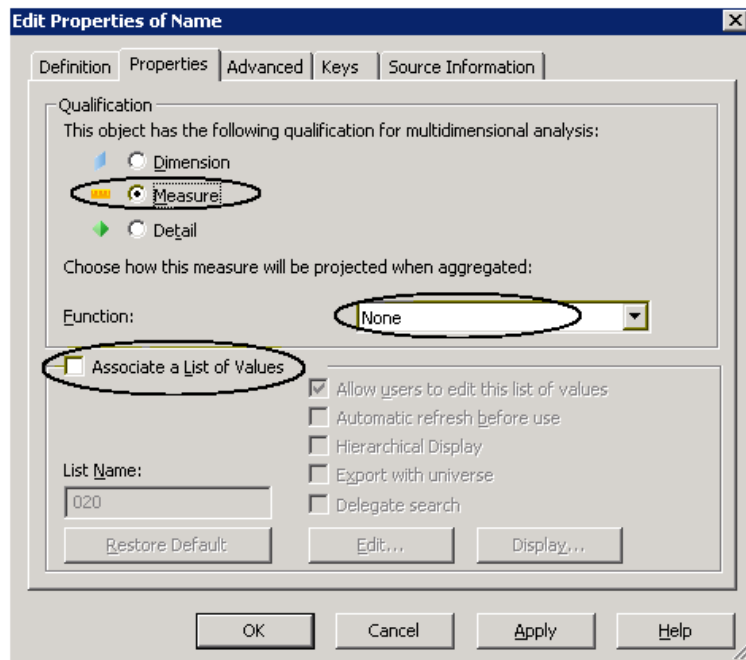 Edit Properties of Name
Definition Properties Advanced Keys Source Information
Qualification
This object has the following qualification for multidimensional analysis:
Dimension
Measure
Detail
Choose how this measure will be projected when aggregated:
Function: None
Associate a List of Values
Allow users to edit this list of values
Automatic refresh before use
Hierarchical Display
List Name: Export with universe
020 Delegate search
Restore Default Edit... Display...
OK Cancel Apply Help